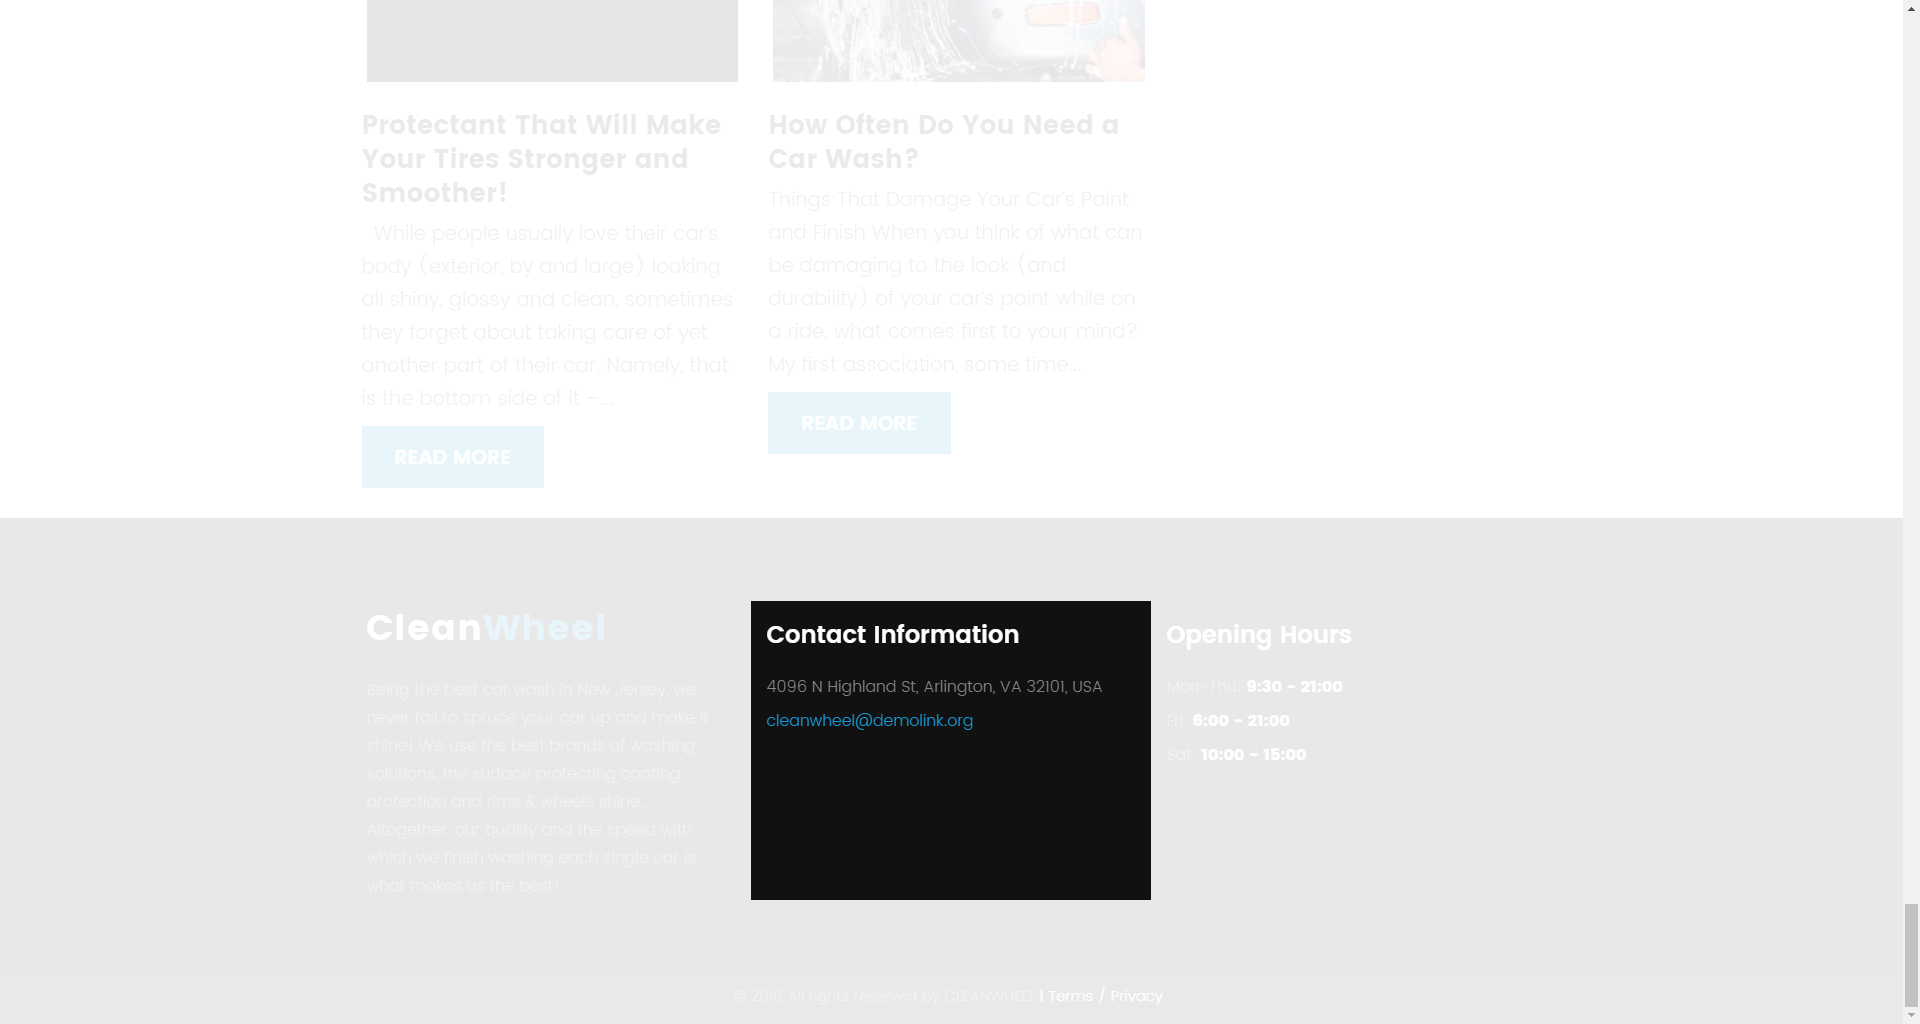 Protectant That Will Make
Your Tires Stronger and
Smoother!
While people usually love their car's
body (exterior, by and large) looking
all shiny, glossy and clean, sometimes
they forget about taking care of yet
another part of their car. Namely, that
is the bottom side of it –...
READ MORE
How Often Do You Need a
Car Wash?
Things That Damage Your Car's Paint
and Finish When you think of what can
be damaging to the look (and
durability) of your car's paint while on
a ride, what comes first to your mind?
My first association, some time...
READ MORE
CleanWheel
Being the best car wash in New Jersey, we
never fall to spruce your car up and make it
shine! We use the best brands of washing
solutions, the surface protecting coating,
protection and rims & wheels shine...
Altogether, our quality and the speed with
which we finish washing each single car is
what makes us the best!
Contact Information
4096 N Highland St, Arlington, VA 32101, USA
cleanwheel@demolink.org
Opening Hours
Mon-Thu: 9:30 - 21:00
Fri: 6:00 - 21:00
Sat: 10:00 - 15:00
© 2016 All rights reserved by CLEANWHEEL | Terms / Privacy